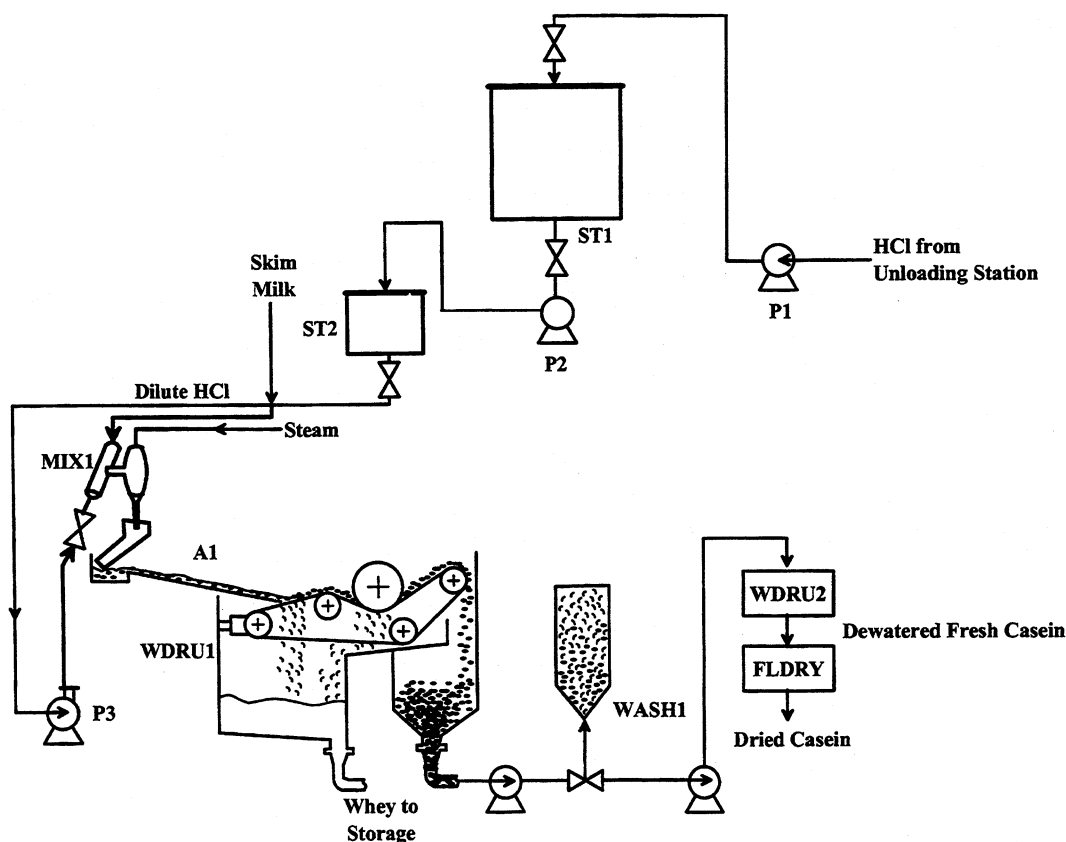 ST1
HCl from
Unloading Station
P1
Skim
Milk
ST2
P2
Dilute HCl
Steam
MIX1
A1
WDRU1
WDRU2
Dewatered Fresh Casein
FLDRY
WASH1
P3
Dried Casein
Whey to
Storage